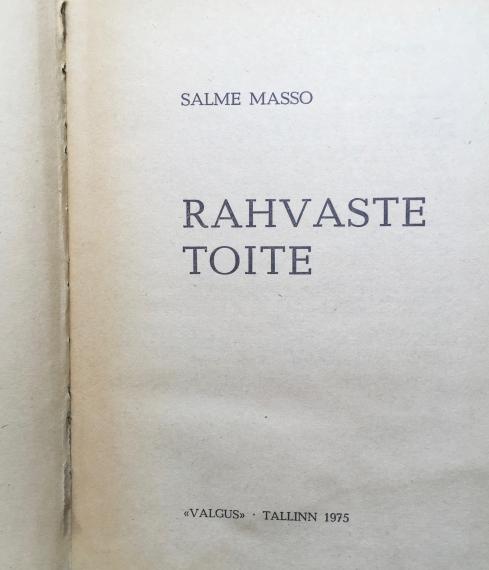 SALME MASSO
RAHVASTE
TOITE
«VALGUS» · TALLINN 1975